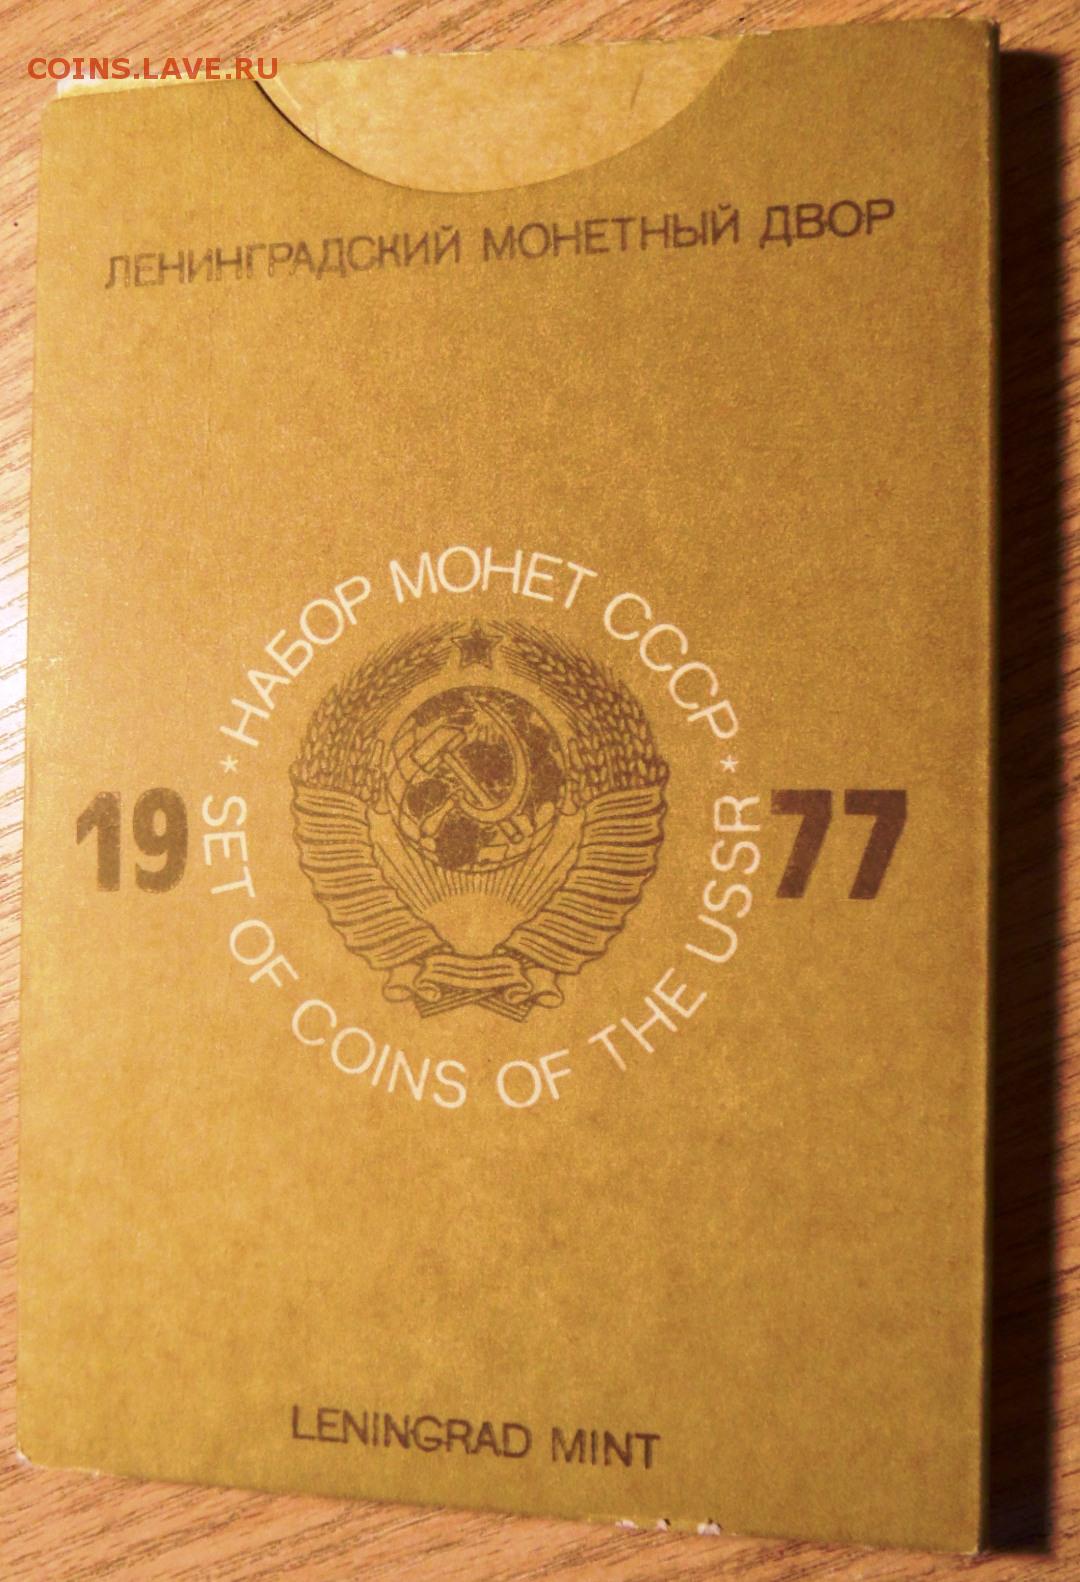 COINS.LAVE.RU
ЛЕНИНГРАДСКИЙ МОНЕТНЫЙ ДВОР
* НАБОР МОНЕТ СССР *
19 77
SET OF COINS OF THE USSR
LENINGRAD MINT